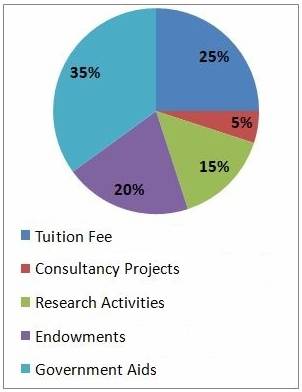 25%
5%
15%
20%
35%
Tuition Fee
Consultancy Projects
Research Activities
Endowments
Government Aids